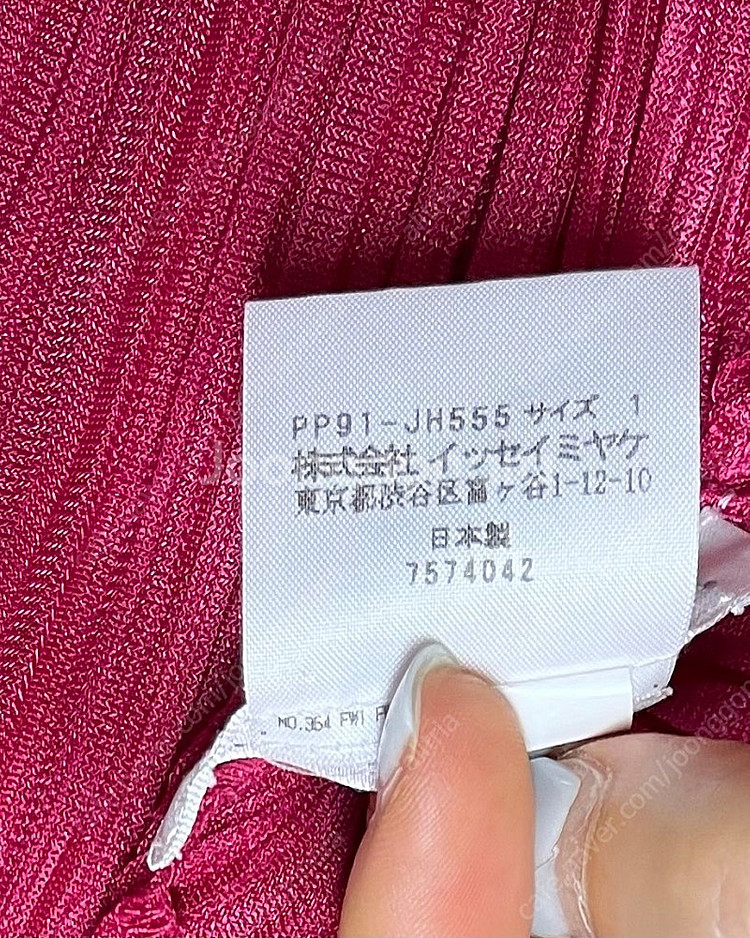 PP91-JH555 サイズ 1
株式会社 イッセイミヤケ
東京都渋谷区富ヶ谷1-12-10
日本製
7574042
NO.364 FW1